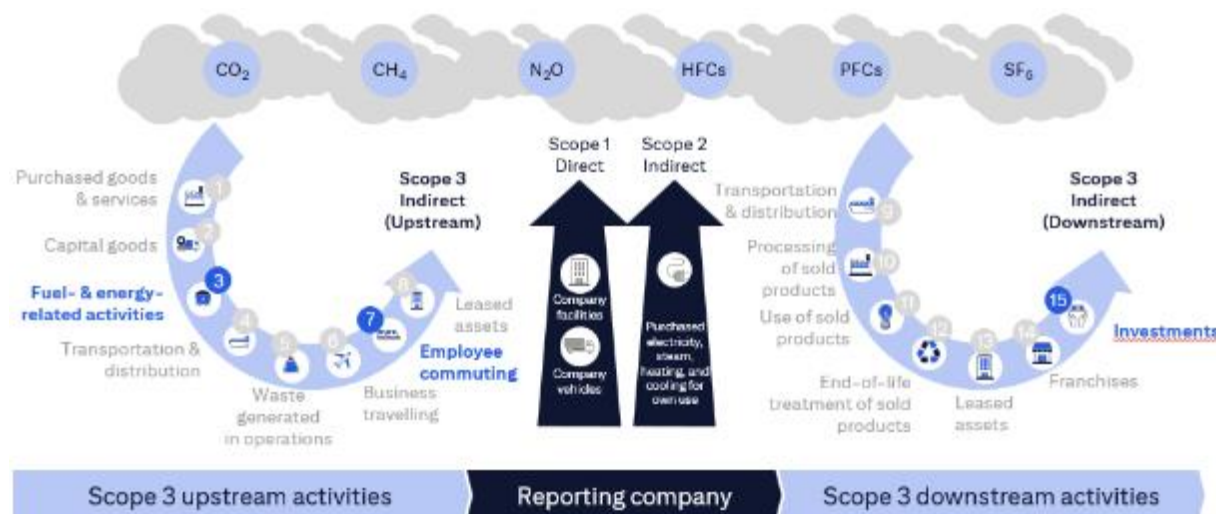 CO₂
CH₄
N₂O
HFCs
PFCs
SF₆
Purchased goods
& services
1
Capital goods
2
Fuel- & energy-
related activities
3
Transportation &
distribution
4
Waste
generated
in operations
5
Business
travelling
6
Employee
commuting
7
Leased
assets
8
Scope 3
Indirect
(Upstream)
Scope 1
Direct
Company
facilities
Company
vehicles
Scope 2
Indirect
Purchased
electricity,
steam,
heating, and
cooling for
own use
Transportation
& distribution
9
Processing
of sold
products
10
Use of sold
products
11
End-of-life
treatment of sold
products
12
Leased
assets
13
Franchises
14
Investments
15
Scope 3
Indirect
(Downstream)
Scope 3 upstream activities
Reporting company
Scope 3 downstream activities